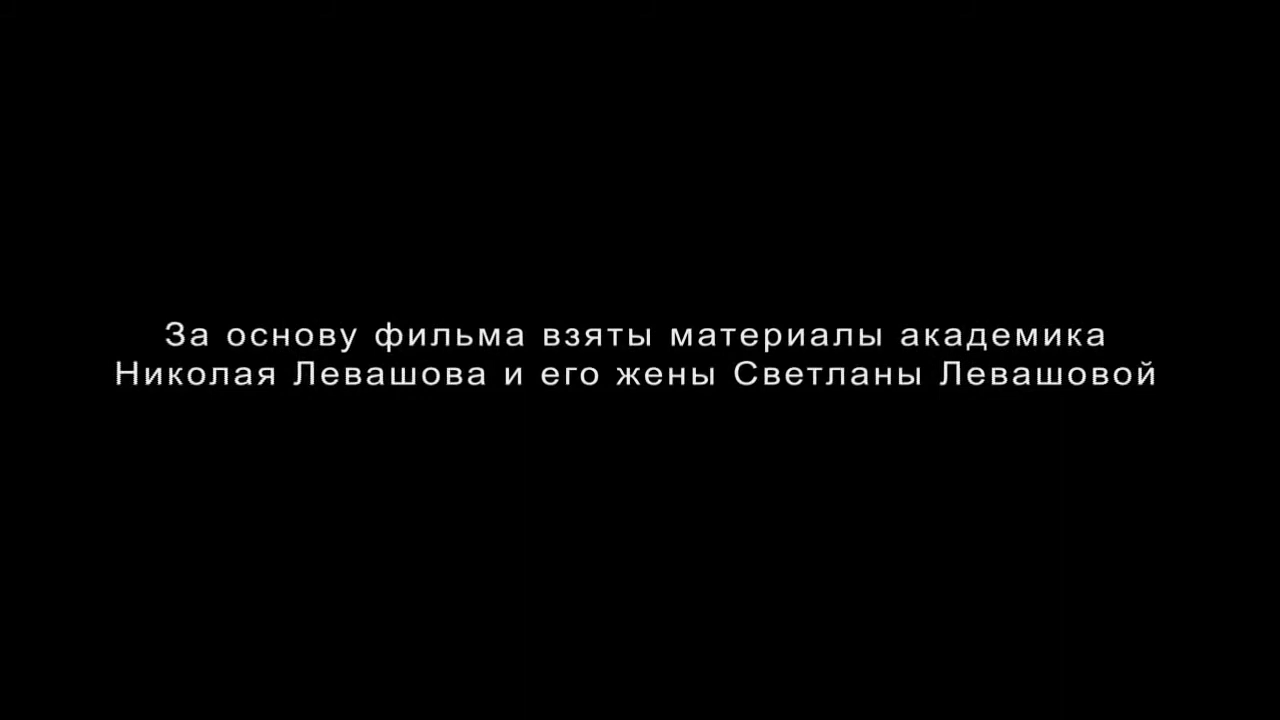 За основу фильма взяты материалы академика
Николая Левашова и его жены Светланы Левашовой